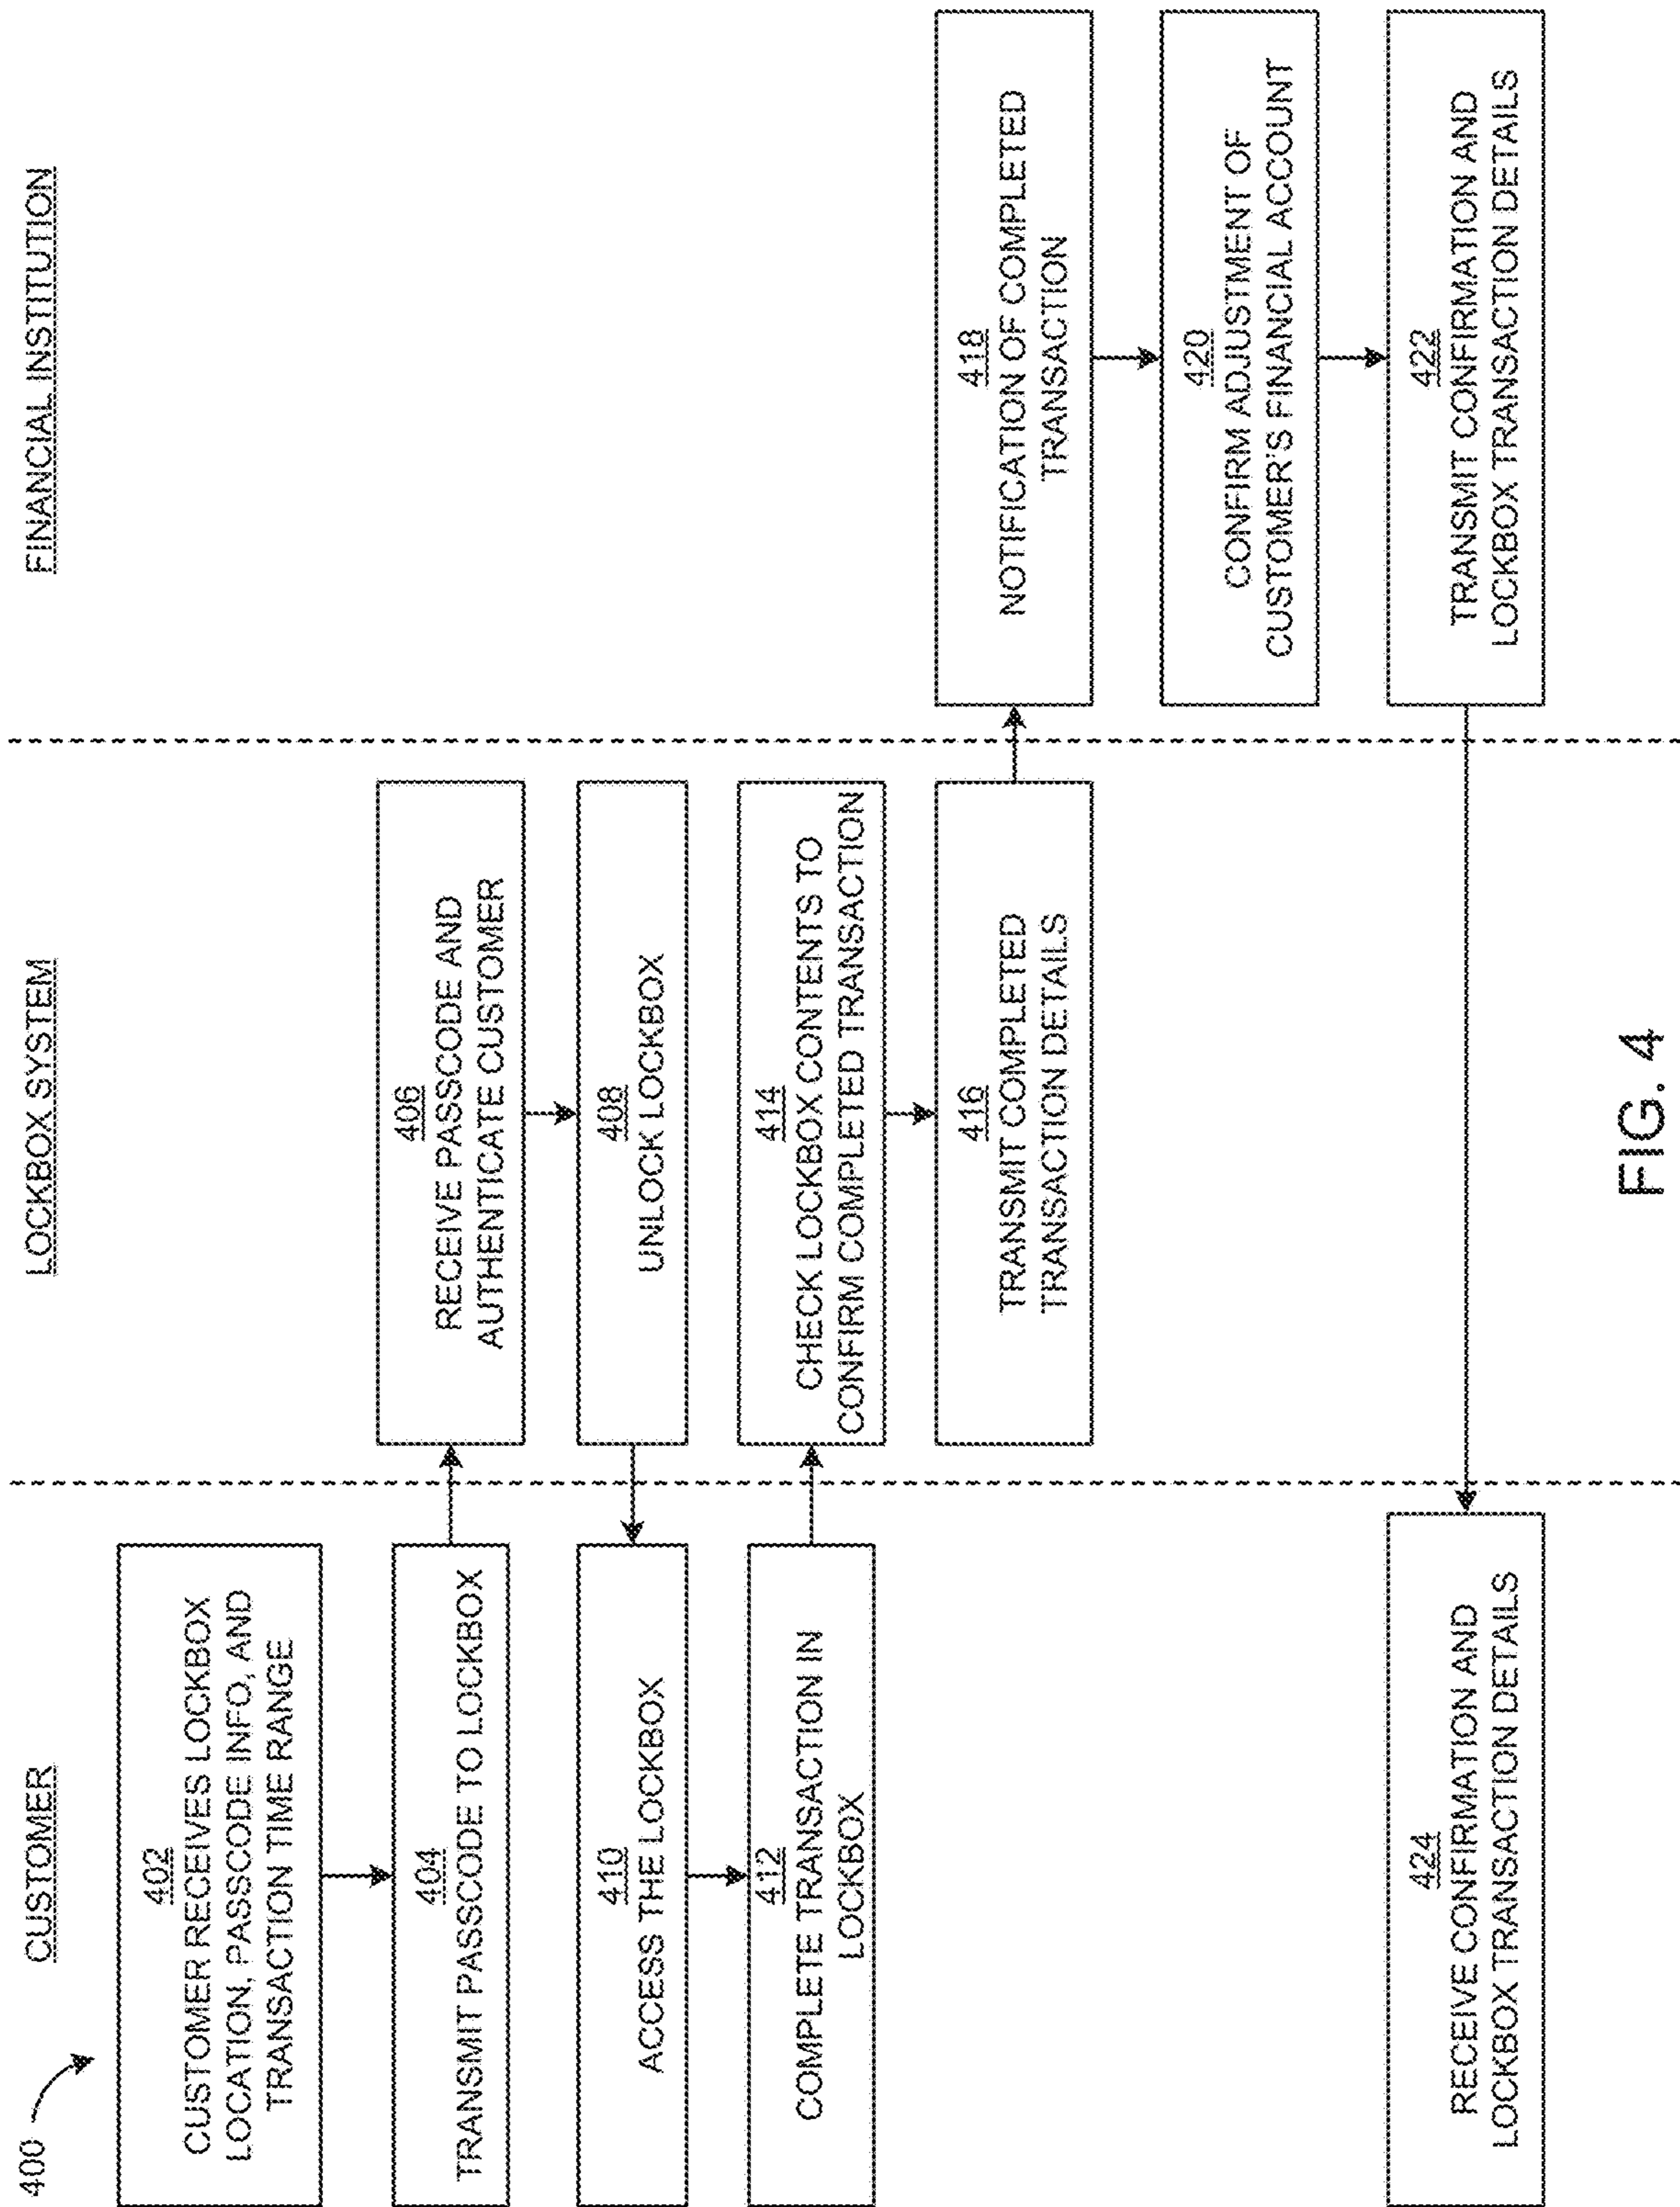 400
CUSTOMER
LOCKBOX SYSTEM
FINANCIAL INSTITUTION
402
CUSTOMER RECEIVES LOCKBOX
LOCATION, PASSCODE INFO, AND
TRANSACTION TIME RANGE
404
TRANSMIT PASSCODE TO LOCKBOX
406
RECEIVE PASSCODE AND
AUTHENTICATE CUSTOMER
408
UNLOCK LOCKBOX
410
ACCESS THE LOCKBOX
412
COMPLETE TRANSACTION IN
LOCKBOX
414
CHECK LOCKBOX CONTENTS TO
CONFIRM COMPLETED TRANSACTION
416
TRANSMIT COMPLETED
TRANSACTION DETAILS
418
NOTIFICATION OF COMPLETED
TRANSACTION
420
CONFIRM ADJUSTMENT OF
CUSTOMER'S FINANCIAL ACCOUNT
422
TRANSMIT CONFIRMATION AND
LOCKBOX TRANSACTION DETAILS
424
RECEIVE CONFIRMATION AND
LOCKBOX TRANSACTION DETAILS
FIG. 4